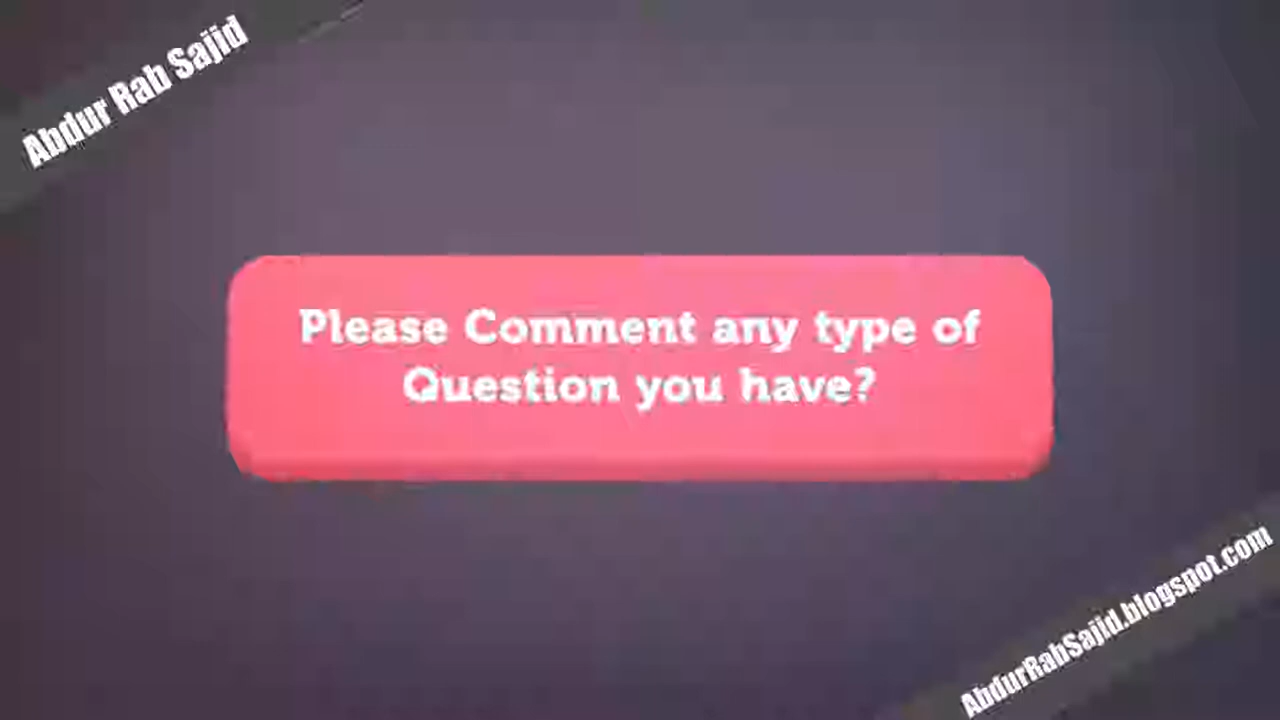 Abdur Rab Sajid
Please Comment any type of
Question you have?
AbdurRabSajid.blogspot.com